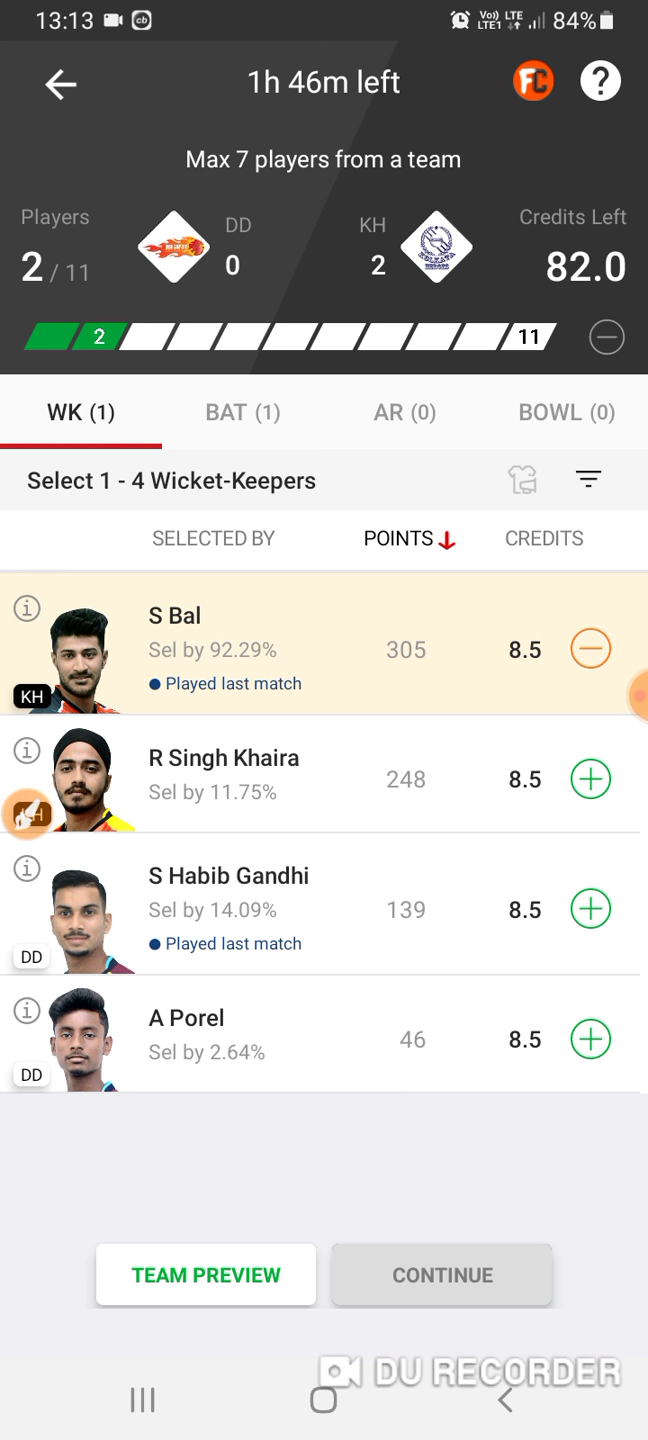 13:13 cb Vo) LTE LTE1 84%
1h 46m left FC ?
Max 7 players from a team
Players DD KH Credits Left
2 / 11 0 2 82.0
2 11
WK (1) BAT (1) AR (0) BOWL (0)
Select 1 - 4 Wicket-Keepers
SELECTED BY POINTS CREDITS
S Bal
Sel by 92.29% 305 8.5
Played last match
KH
R Singh Khaira
Sel by 11.75% 248 8.5
S Habib Gandhi
Sel by 14.09% 139 8.5
Played last match
DD
A Porel
Sel by 2.64% 46 8.5
DD
TEAM PREVIEW CONTINUE
DU RECORDER